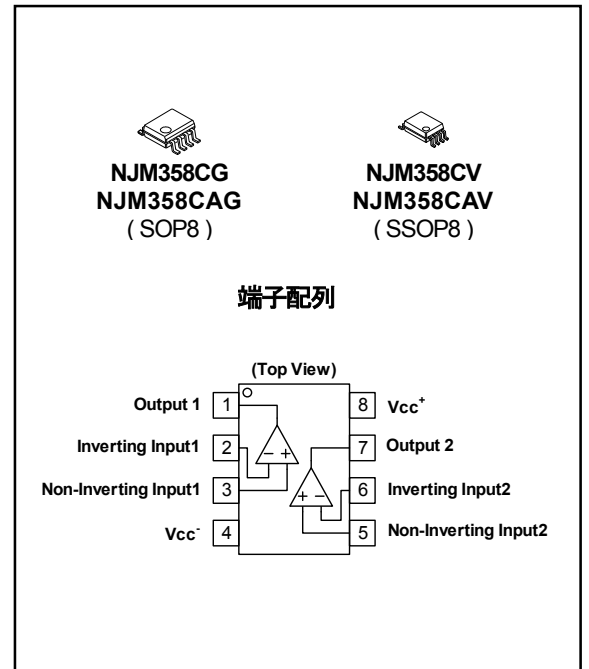 NJM358CG
NJM358CAG
( SOP8 )
NJM358CV
NJM358CAV
( SSOP8 )
端子配列
(Top View)
Output 1 1
8 Vcc+
Inverting Input1 2
7 Output 2
Non-Inverting Input1 3
6 Inverting Input2
Vcc- 4
5 Non-Inverting Input2
− +
+ −